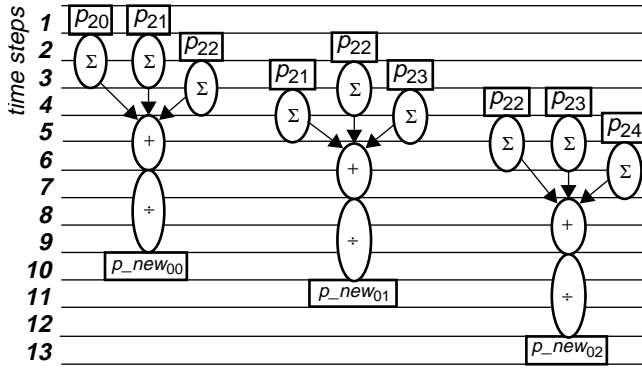 time steps
1
p20 p21
2
Σ Σ p22 p22
3
Σ p21 Σ p23
4
Σ Σ p22 p23
5
+ Σ Σ p24
6
+ Σ
7
8
÷ +
9
÷
10
p_new00
11
p_new01 ÷
12
13
p_new02